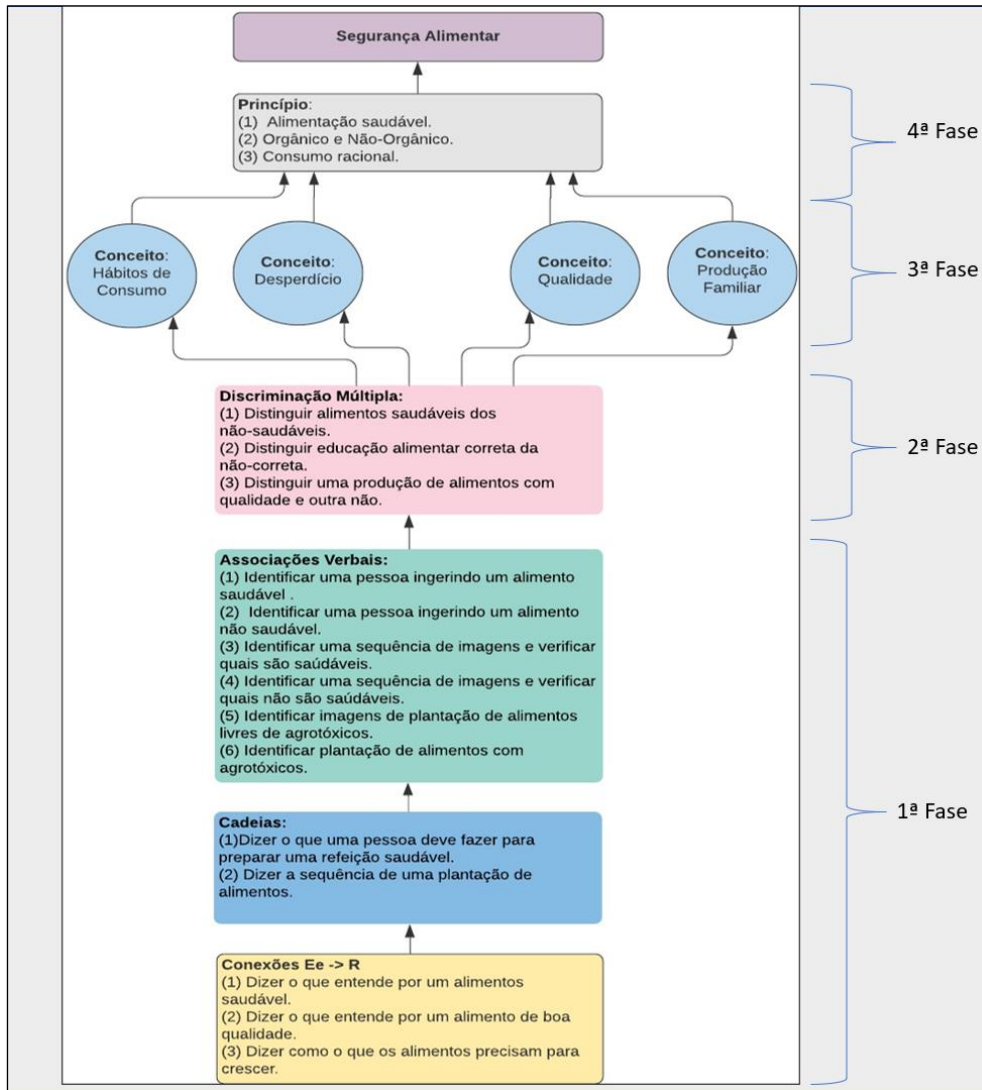 Segurança Alimentar
Princípio:
(1) Alimentação saudável.
(2) Orgânico e Não-Orgânico.
(3) Consumo racional.
4ª Fase
Conceito:
Hábitos de
Consumo
Conceito:
Desperdício
Conceito:
Qualidade
Conceito:
Produção
Familiar
3ª Fase
Discriminação Múltipla:
(1) Distinguir alimentos saudáveis dos
não-saudáveis.
(2) Distinguir educação alimentar correta da
não-correta.
(3) Distinguir uma produção de alimentos com
qualidade e outra não.
2ª Fase
Associações Verbais:
(1) Identificar uma pessoa ingerindo um alimento
saudável .
(2) Identificar uma pessoa ingerindo um alimento
não saudável.
(3) Identificar uma sequência de imagens e verificar
quais são saúdáveis.
(4) Identificar uma sequência de imagens e verificar
quais não são saúdáveis.
(5) Identificar imagens de plantação de alimentos
livres de agrotóxicos.
(6) Identificar plantação de alimentos com
agrotóxicos.
Cadeias:
(1)Dizer o que uma pessoa deve fazer para
preparar uma refeição saudável.
(2) Dizer a sequência de uma plantação de
alimentos.
1ª Fase
Conexões Ee -> R
(1) Dizer o que entende por um alimentos
saudável.
(2) Dizer o que entende por um alimento de boa
qualidade.
(3) Dizer como o que os alimentos precisam para
crescer.